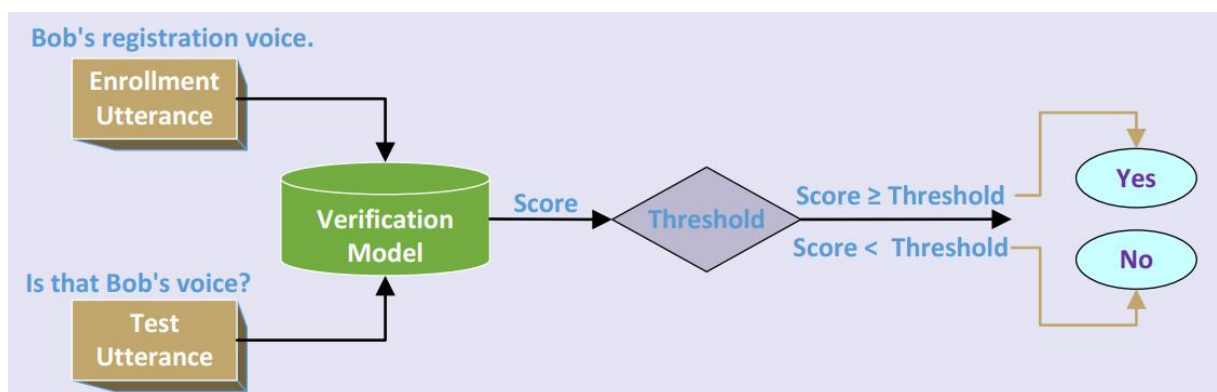 Bob's registration voice.
Enrollment
Utterance
Verification
Model
Is that Bob's voice?
Test
Utterance
Score
Threshold
Score ≥ Threshold
Score < Threshold
Yes
No